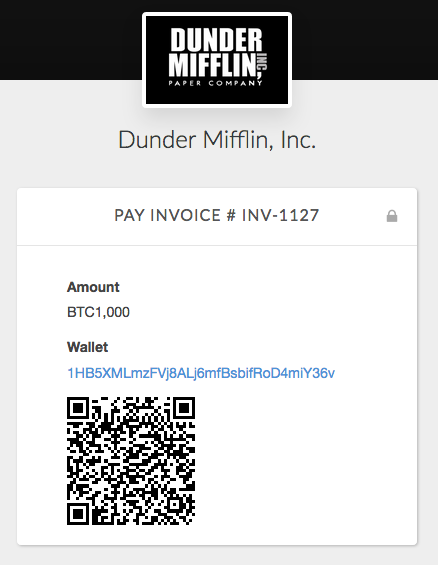 DUNDER
MIFFLIN, INC
PAPER COMPANY
Dunder Mifflin, Inc.
PAY INVOICE # INV-1127
Amount
BTC1,000
Wallet
1HB5XMLmzFVj8ALj6mfBsbifRoD4miY36v